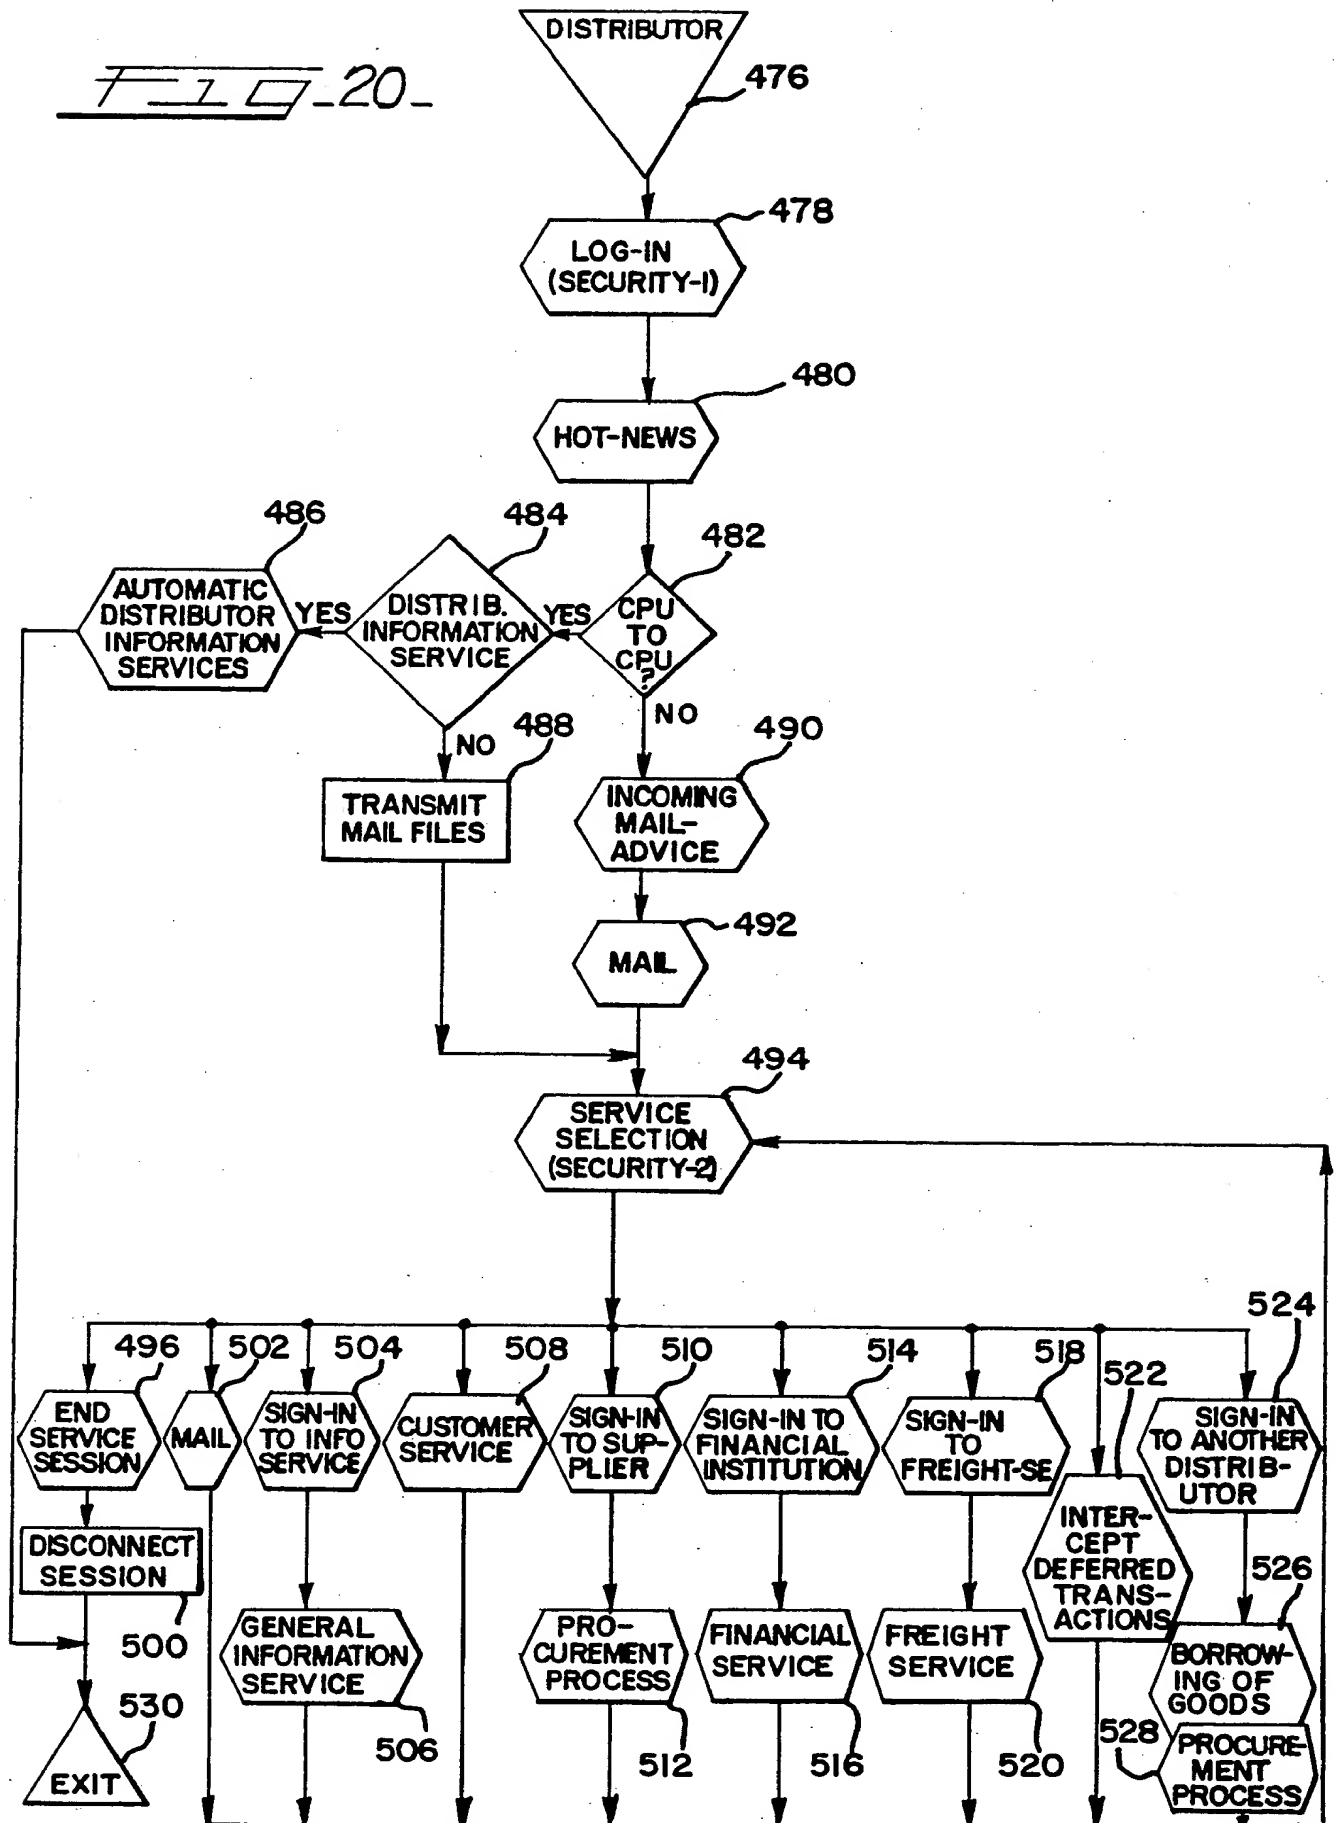 Fig-20-
DISTRIBUTOR
476
478
LOG-IN
(SECURITY-1)
480
HOT-NEWS
486
484
482
AUTOMATIC
DISTRIBUTOR
INFORMATION
SERVICES
YES
DISTRIB.
INFORMATION
SERVICE
YES
CPU
TO
CPU
?
NO
NO
488
490
TRANSMIT
MAIL FILES
INCOMING
MAIL-
ADVICE
492
MAIL
494
SERVICE
SELECTION
(SECURITY-2)
496
502
504
508
510
514
518
522
524
END
SERVICE
SESSION
MAIL
SIGN-IN
TO INFO
SERVICE
CUSTOMER
SERVICE
SIGN-IN
TO SUP-
PLIER
SIGN-IN TO
FINANCIAL
INSTITUTION
SIGN-IN
TO
FREIGHT-SE
INTER-
CEPT
DEFERRED
TRANS-
ACTIONS
SIGN-IN
TO ANOTHER
DISTRIB-
UTOR
DISCONNECT
SESSION
500
526
GENERAL
INFORMATION
SERVICE
506
PRO-
CUREMENT
PROCESS
512
FINANCIAL
SERVICE
516
FREIGHT
SERVICE
520
BORROW-
ING OF
GOODS
528
PROCURE-
MENT
PROCESS
530
EXIT